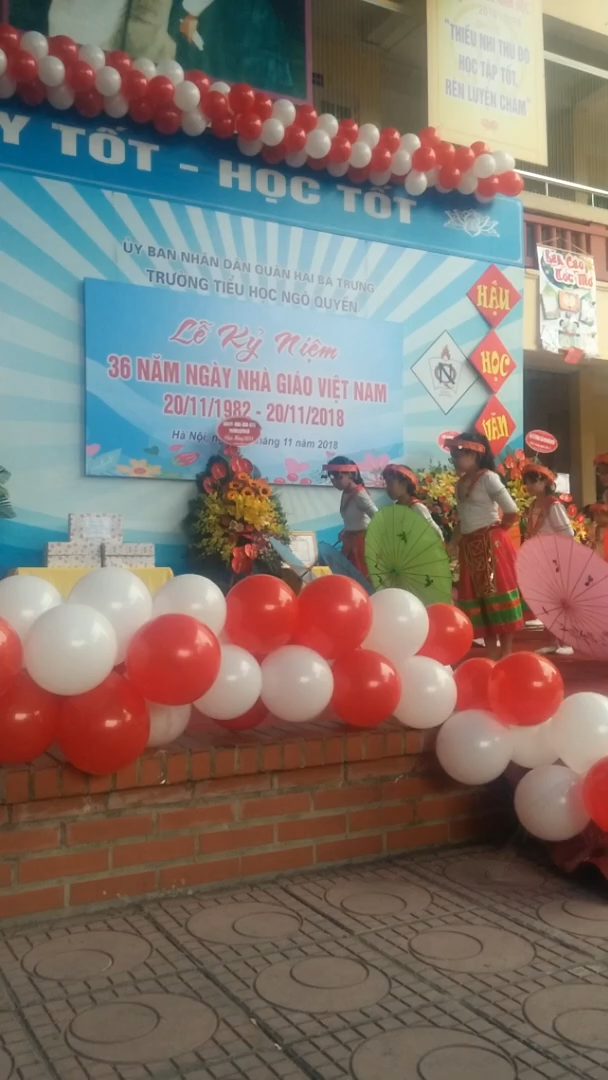 "THIẾU NHI THỦ ĐÔ
HỌC TẬP TỐT,
RÈN LUYỆN CHĂM"
Y TỐT - HỌC TỐT
ỦY BAN NHÂN DÂN QUẬN HAI BÀ TRƯNG
TRƯỜNG TIỂU HỌC NGÔ QUYỀN
Lễ Kỷ Niệm
36 NĂM NGÀY NHÀ GIÁO VIỆT NAM
20/11/1982 - 20/11/2018
Hà Nội, tháng 11 năm 2018
NQ
HẬU
HỌC
VĂN